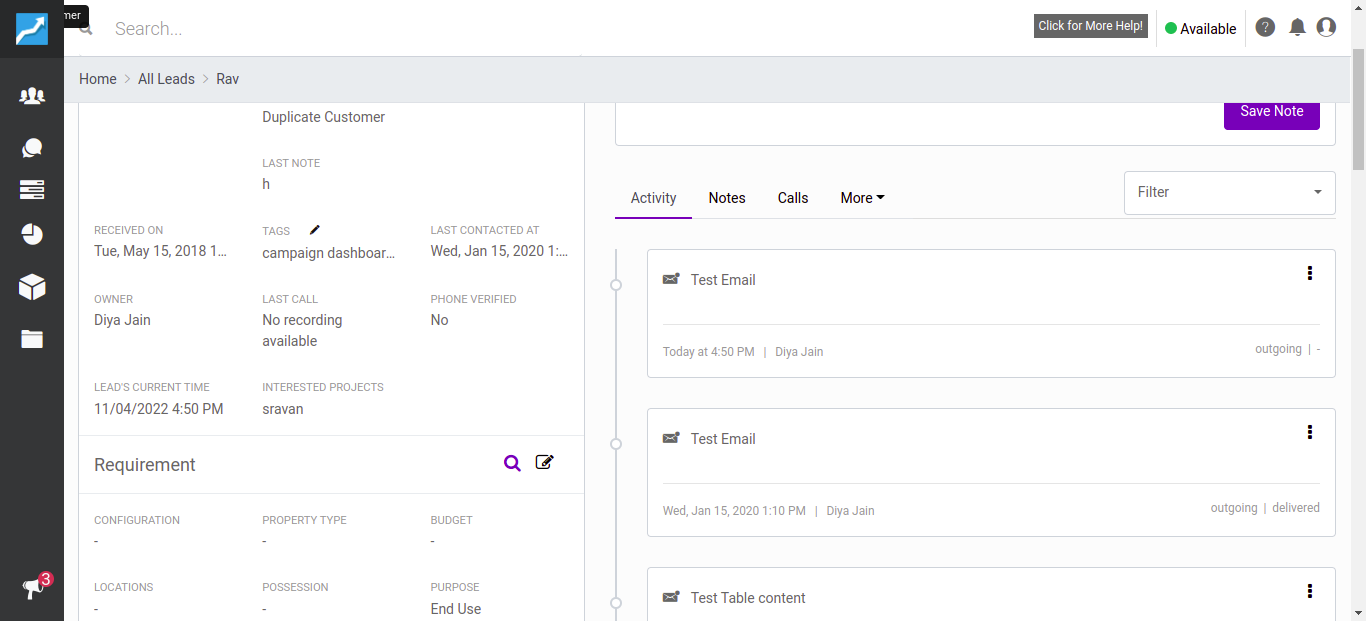 mer
Search...
Click for More Help!
Available
?
Home > All Leads > Rav
Duplicate Customer
LAST NOTE
h
RECEIVED ON
Tue, May 15, 2018 1...
TAGS
campaign dashboar...
LAST CONTACTED AT
Wed, Jan 15, 2020 1:...
OWNER
Diya Jain
LAST CALL
No recording
available
PHONE VERIFIED
No
LEAD'S CURRENT TIME
11/04/2022 4:50 PM
INTERESTED PROJECTS
sravan
Requirement
CONFIGURATION
-
PROPERTY TYPE
-
BUDGET
-
LOCATIONS
-
POSSESSION
-
PURPOSE
End Use
3
Save Note
Activity Notes Calls More
Filter
Test Email
Today at 4:50 PM | Diya Jain
outgoing | -
Test Email
Wed, Jan 15, 2020 1:10 PM | Diya Jain
outgoing | delivered
Test Table content